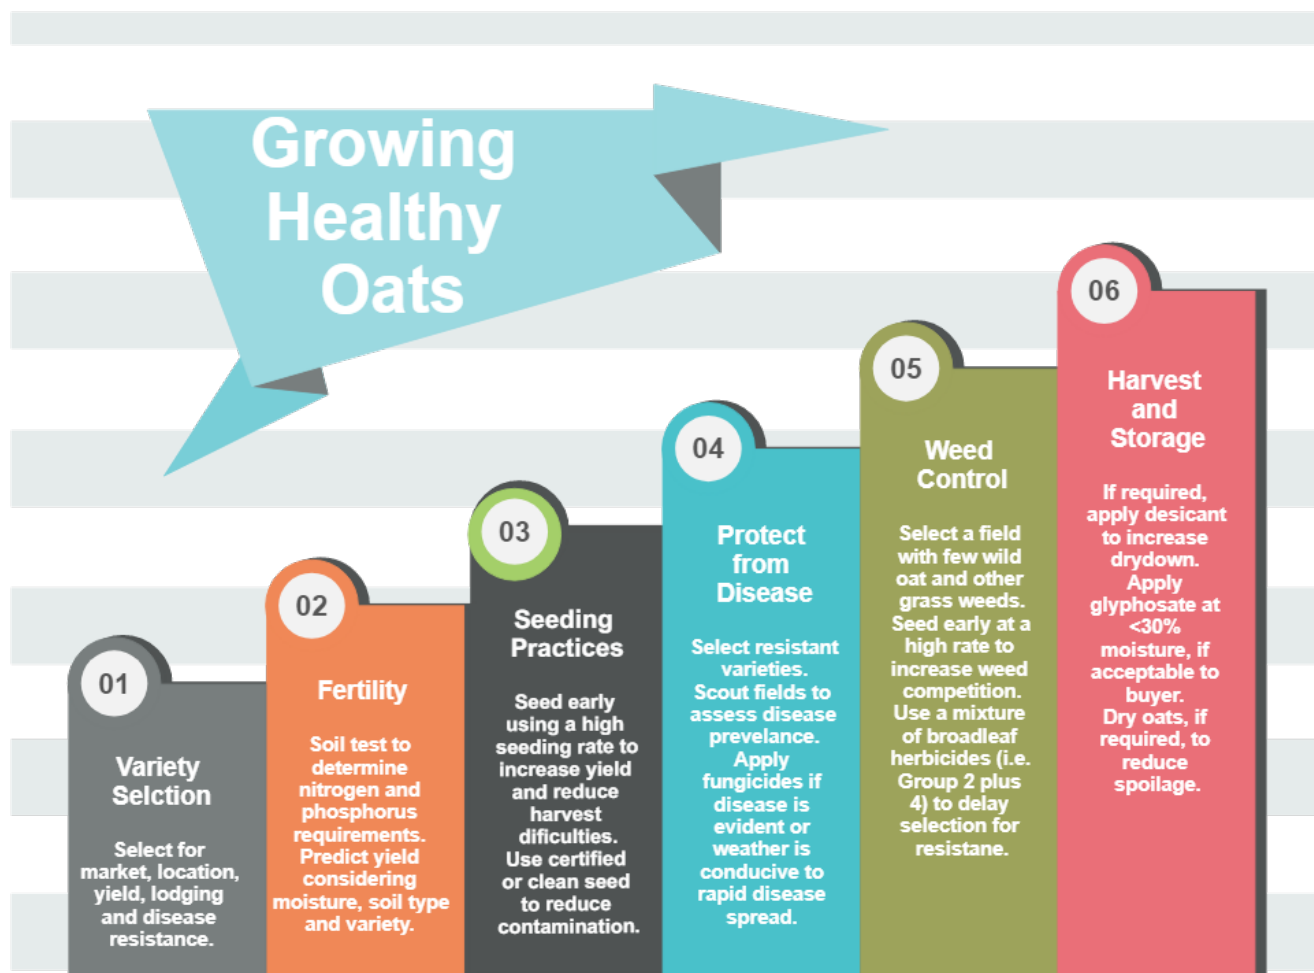 Growing
Healthy
Oats
01
Variety
Selction
Select for
market, location,
yield, lodging
and disease
resistance.
02
Fertility
Soil test to
determine
nitrogen and
phosphorus
requirements.
Predict yield
considering
moisture, soil type
and variety.
03
Seeding
Practices
Seed early
using a high
seeding rate to
increase yield
and reduce
harvest
dificulties.
Use certified
or clean seed
to reduce
contamination.
04
Protect
from
Disease
Select resistant
varieties.
Scout fields to
assess disease
prevelance.
Apply
fungicides if
disease is
evident or
weather is
conducive to
rapid disease
spread.
05
Weed
Control
Select a field
with few wild
oat and other
grass weeds.
Seed early at a
high rate to
increase weed
competition.
Use a mixture
of broadleaf
herbicides (i.e.
Group 2 plus
4) to delay
selection for
resistane.
06
Harvest
and
Storage
If required,
apply desicant
to increase
drydown.
Apply
glyphosate at
<30%
moisture, if
acceptable to
buyer.
Dry oats, if
required, to
reduce
spoilage.